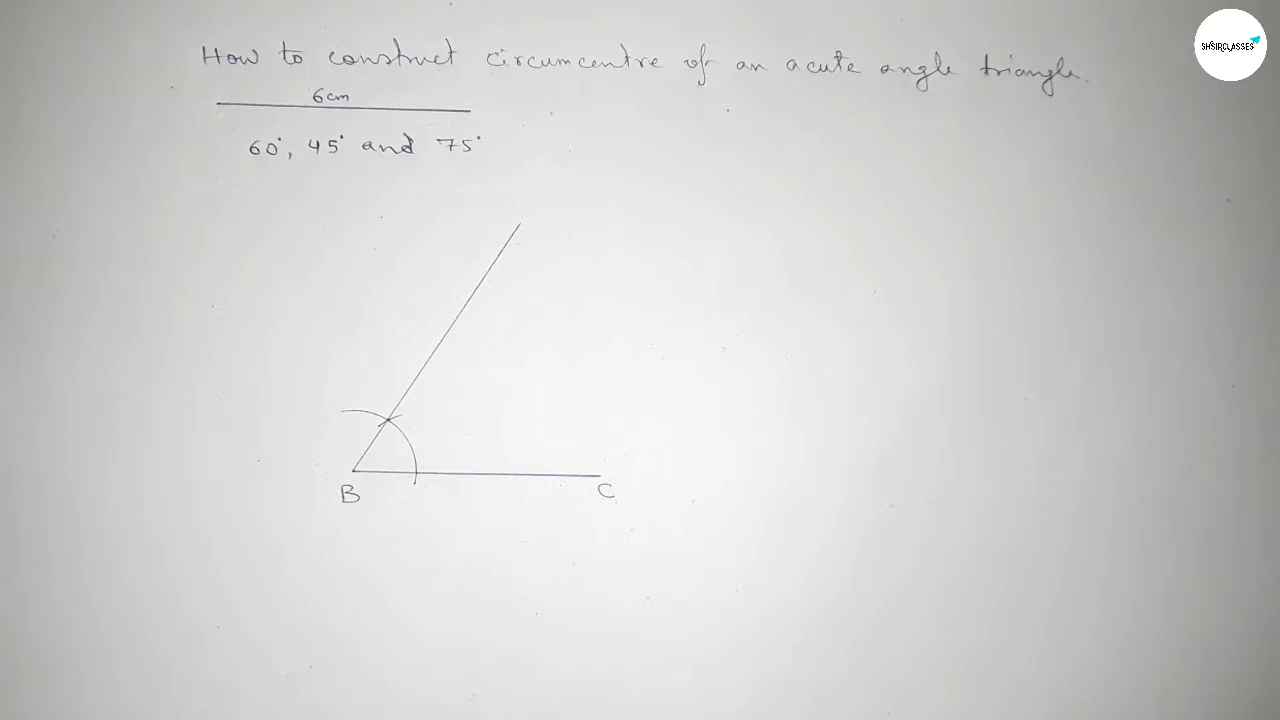 How to construct circumcentre of an acute angle triangle.
6cm
60°, 45° and 75°
B
C
SHSIRCLASSES